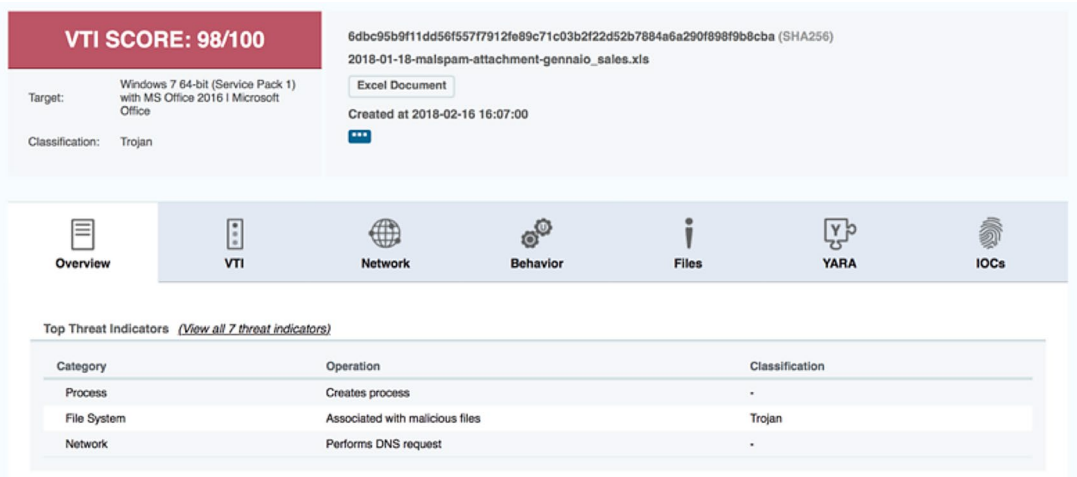 VTI SCORE: 98/100
Target:
Windows 7 64-bit (Service Pack 1)
with MS Office 2016 | Microsoft
Office
Classification: Trojan
6dbc95b9f11dd56f557f7912fe89c71c03b2f22d52b7884a6a290f898f9b8cba (SHA256)
2018-01-18-malspam-attachment-gennaio_sales.xls
Excel Document
Created at 2018-02-16 16:07:00
Overview VTI Network Behavior Files YARA IOCs
Top Threat Indicators (View all 7 threat indicators)
Category Operation Classification
Process Creates process -
File System Associated with malicious files Trojan
Network Performs DNS request -